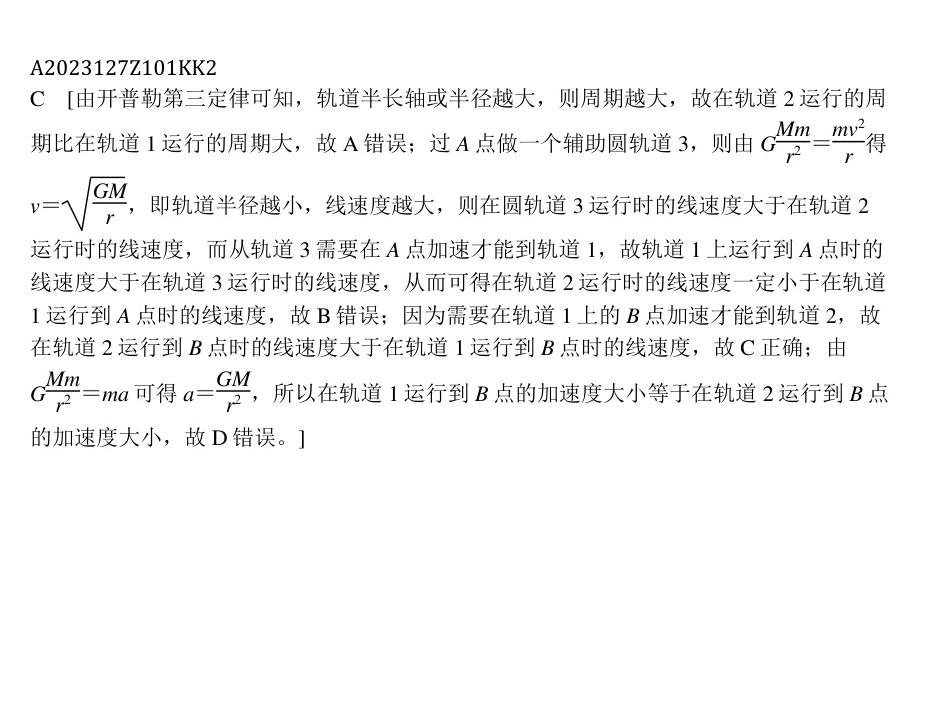 A2023127Z101KK2
C [由开普勒第三定律可知，轨道半长轴或半径越大，则周期越大，故在轨道 2 运行的周
期比在轨道 1 运行的周期大，故 A 错误；过 A 点做一个辅助圆轨道 3，则由 G\frac{Mm}{r^2}=\frac{mv^2}{r}得
v=\sqrt{\frac{GM}{r}}，即轨道半径越小，线速度越大，则在圆轨道 3 运行时的线速度大于在轨道 2
运行时的线速度，而从轨道 3 需要在 A 点加速才能到轨道 1，故轨道 1 上运行到 A 点时的
线速度大于在轨道 3 运行时的线速度，从而可得在轨道 2 运行时的线速度一定小于在轨道
1 运行到 A 点时的线速度，故 B 错误；因为需要在轨道 1 上的 B 点加速才能到轨道 2，故
在轨道 2 运行到 B 点时的线速度大于在轨道 1 运行到 B 点时的线速度，故 C 正确；由
G\frac{Mm}{r^2}=ma 可得 a=\frac{GM}{r^2}，所以在轨道 1 运行到 B 点的加速度大小等于在轨道 2 运行到 B 点
的加速度大小，故 D 错误。]